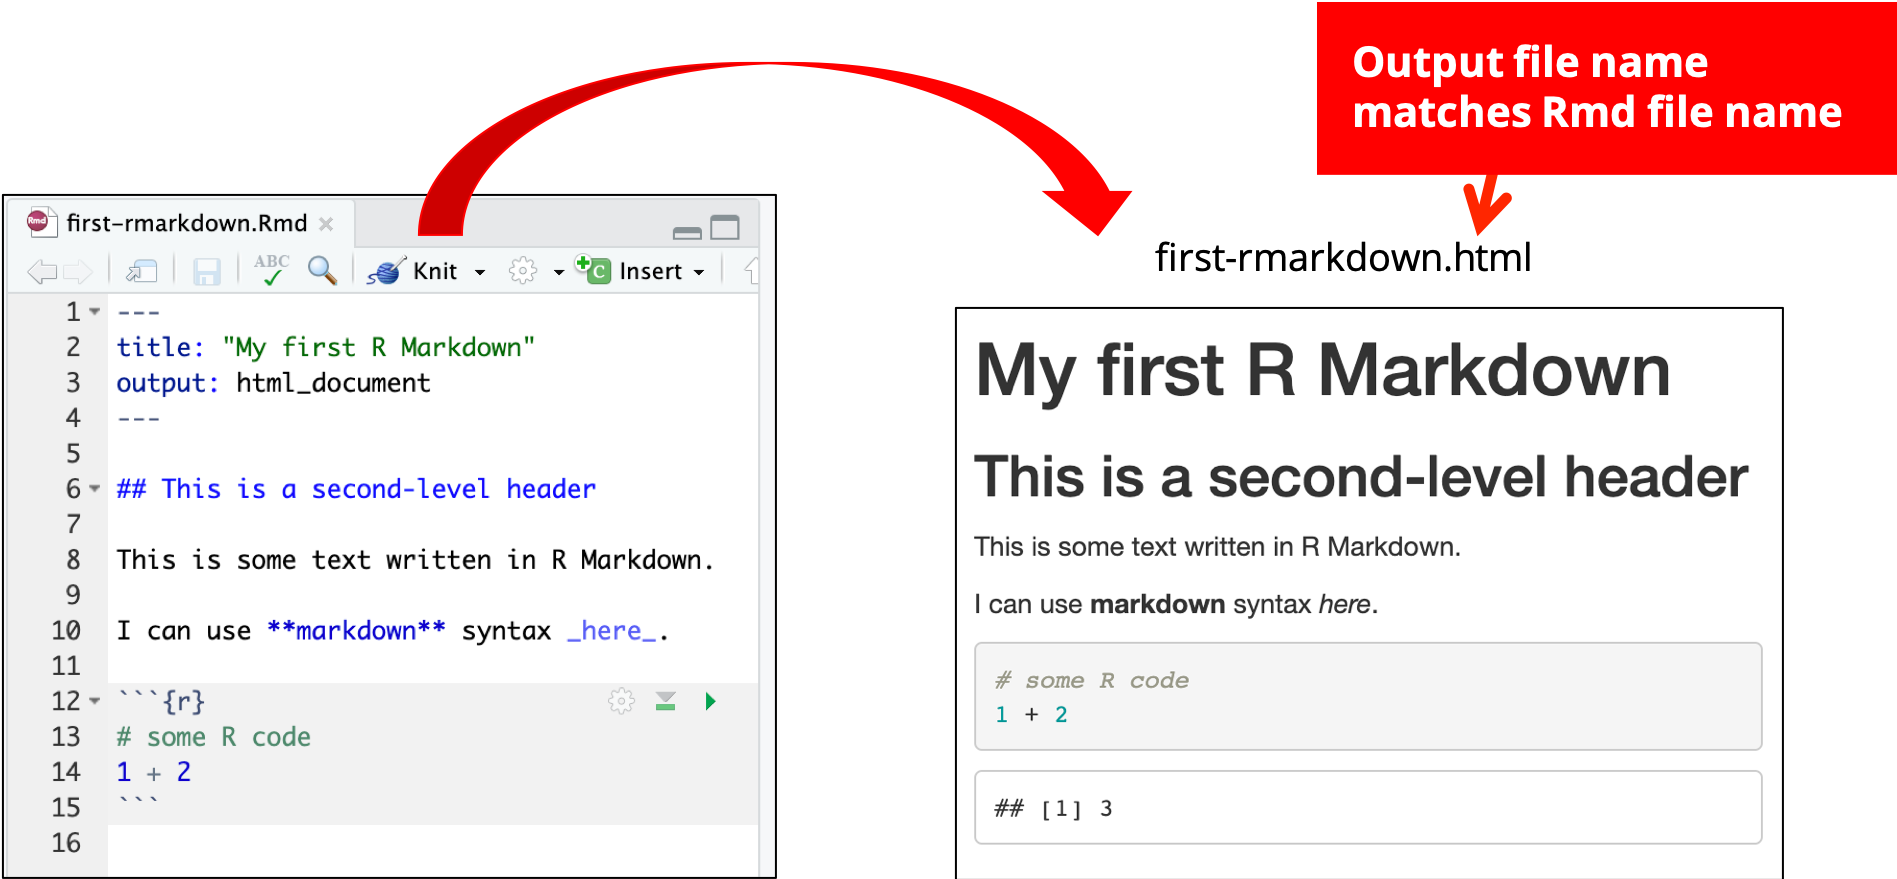 Output file name
matches Rmd file name
Rmd first-rmarkdown.Rmd
ABC Knit C Insert
first-rmarkdown.html
1 ---
2 title: "My first R Markdown"
3 output: html_document
4 ---
5
6 ## This is a second-level header
7
8 This is some text written in R Markdown.
9
10 I can use **markdown** syntax _here_.
11
12 ```{r}
13 # some R code
14 1 + 2
15 ```
16
My first R Markdown
This is a second-level header
This is some text written in R Markdown.
I can use markdown syntax here.
# some R code
1 + 2
## [1] 3